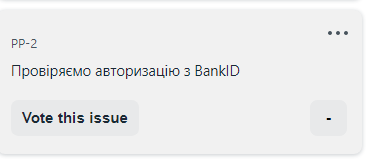 PP-2
Провіряємо авторизацію з BankID
Vote this issue
-